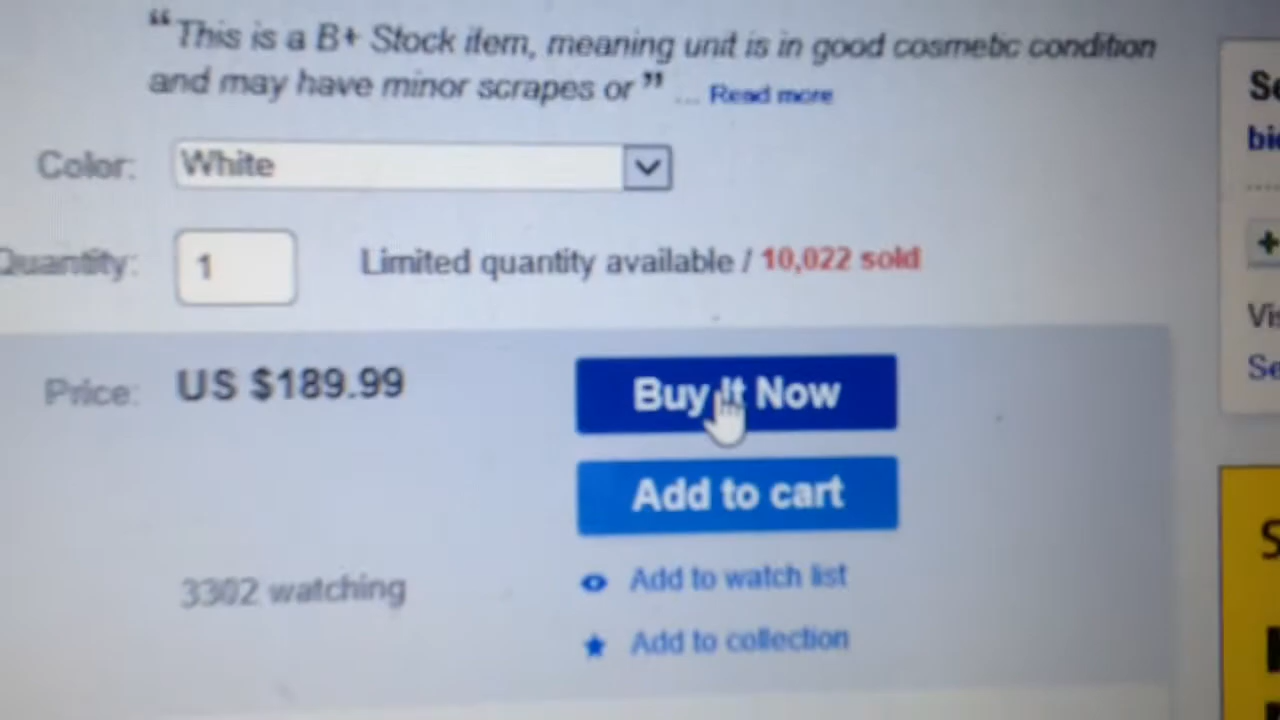 “This is a B+ Stock item, meaning unit is in good cosmetic condition
and may have minor scrapes or” ... Read more
Color: White
Quantity: 1 Limited quantity available / 10,022 sold
Price: US $189.99 Buy It Now
Add to cart
3302 watching Add to watch list
Add to collection